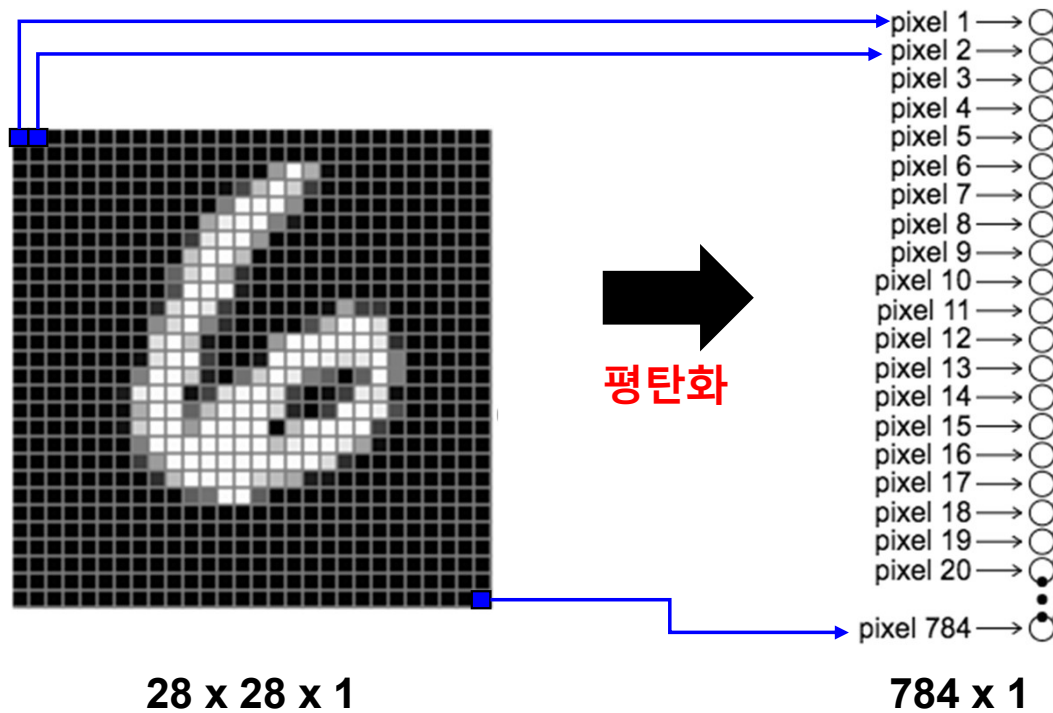 pixel 1
pixel 2
pixel 3
pixel 4
pixel 5
pixel 6
pixel 7
pixel 8
pixel 9
pixel 10
pixel 11
pixel 12
pixel 13
평탄화
pixel 14
pixel 15
pixel 16
pixel 17
pixel 18
pixel 19
pixel 20
pixel 784
28 x 28 x 1
784 x 1